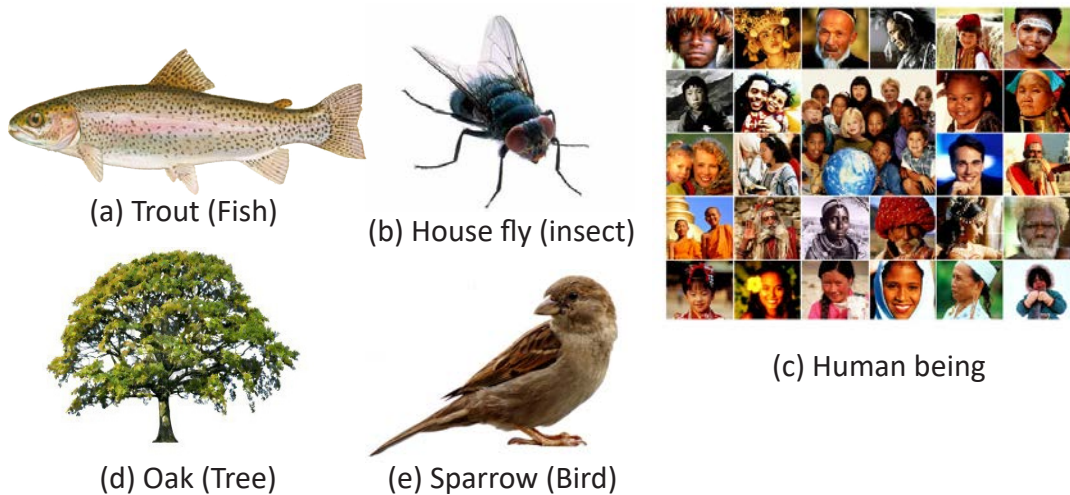 (a) Trout (Fish)
(b) House fly (insect)
(c) Human being
(d) Oak (Tree)
(e) Sparrow (Bird)